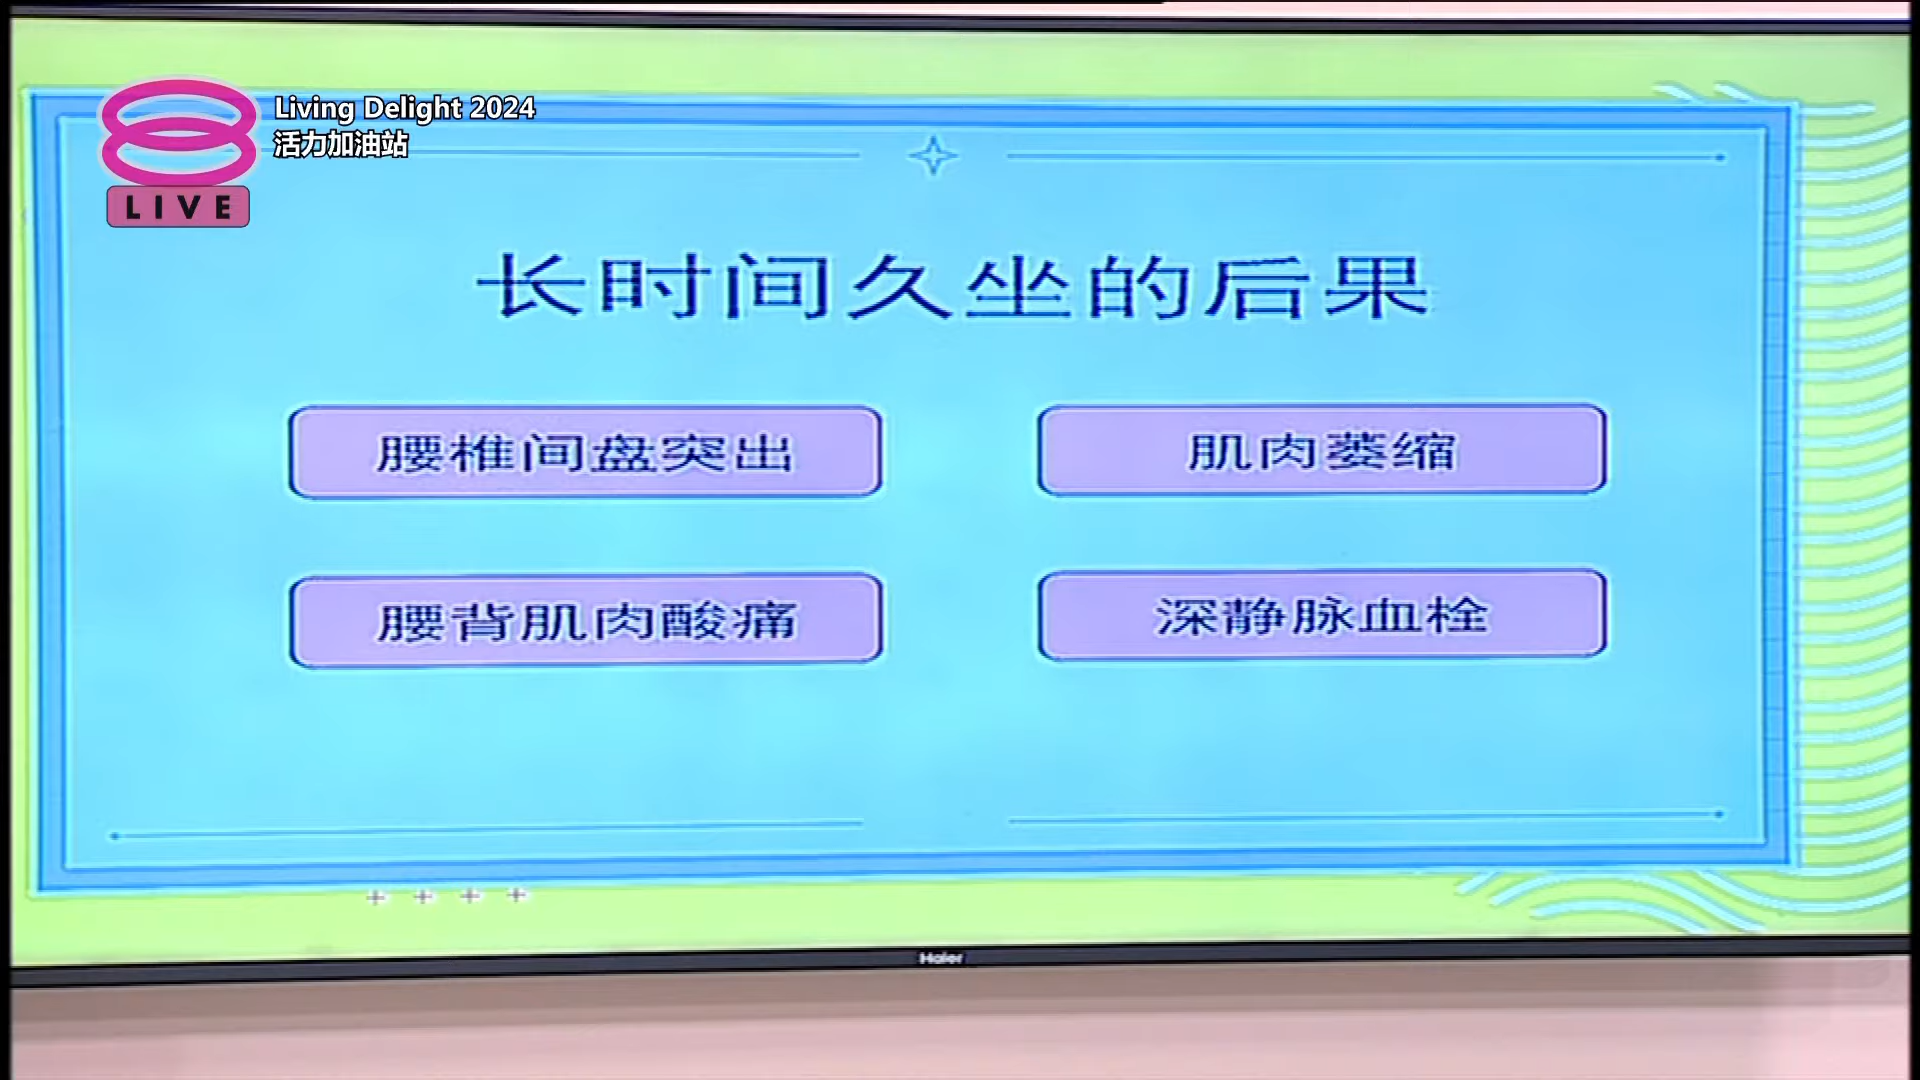 Living Delight 2024
活力加油站
LIVE
长时间久坐的后果
腰椎间盘突出
肌肉萎缩
腰背肌肉酸痛
深静脉血栓
Haier